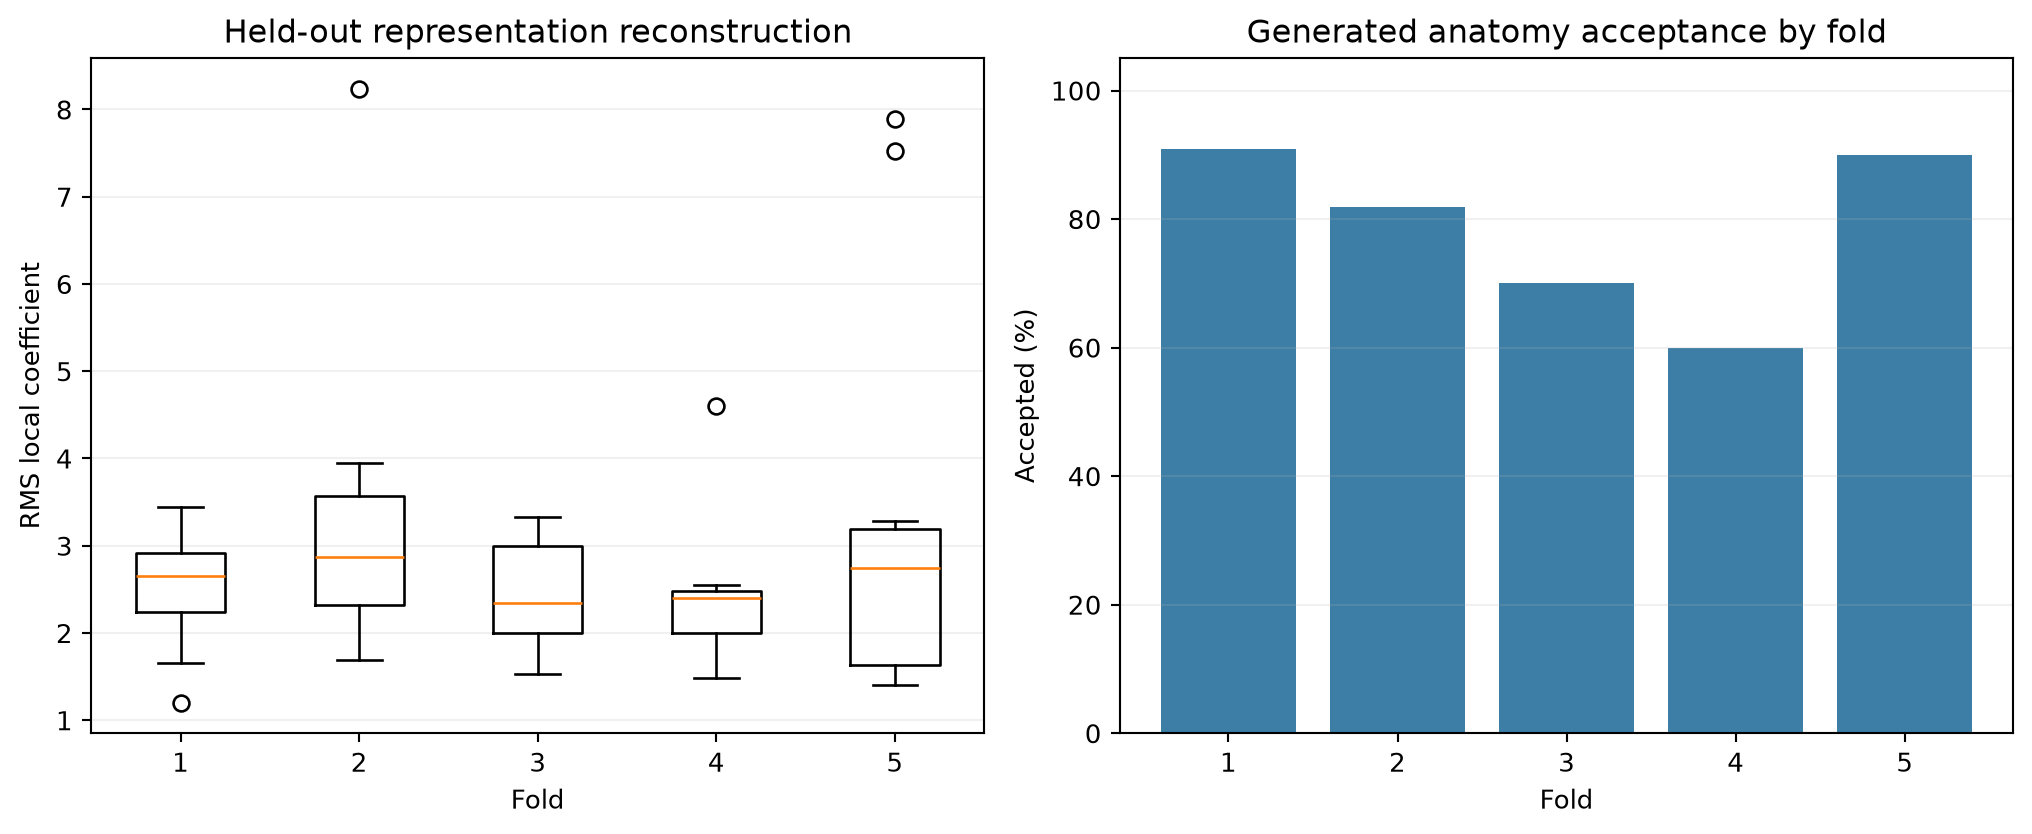 Held-out representation reconstruction
RMS local coefficient
8
7
6
5
4
3
2
1
1 2 3 4 5
Fold
Generated anatomy acceptance by fold
Accepted (%)
100
80
60
40
20
0
1 2 3 4 5
Fold